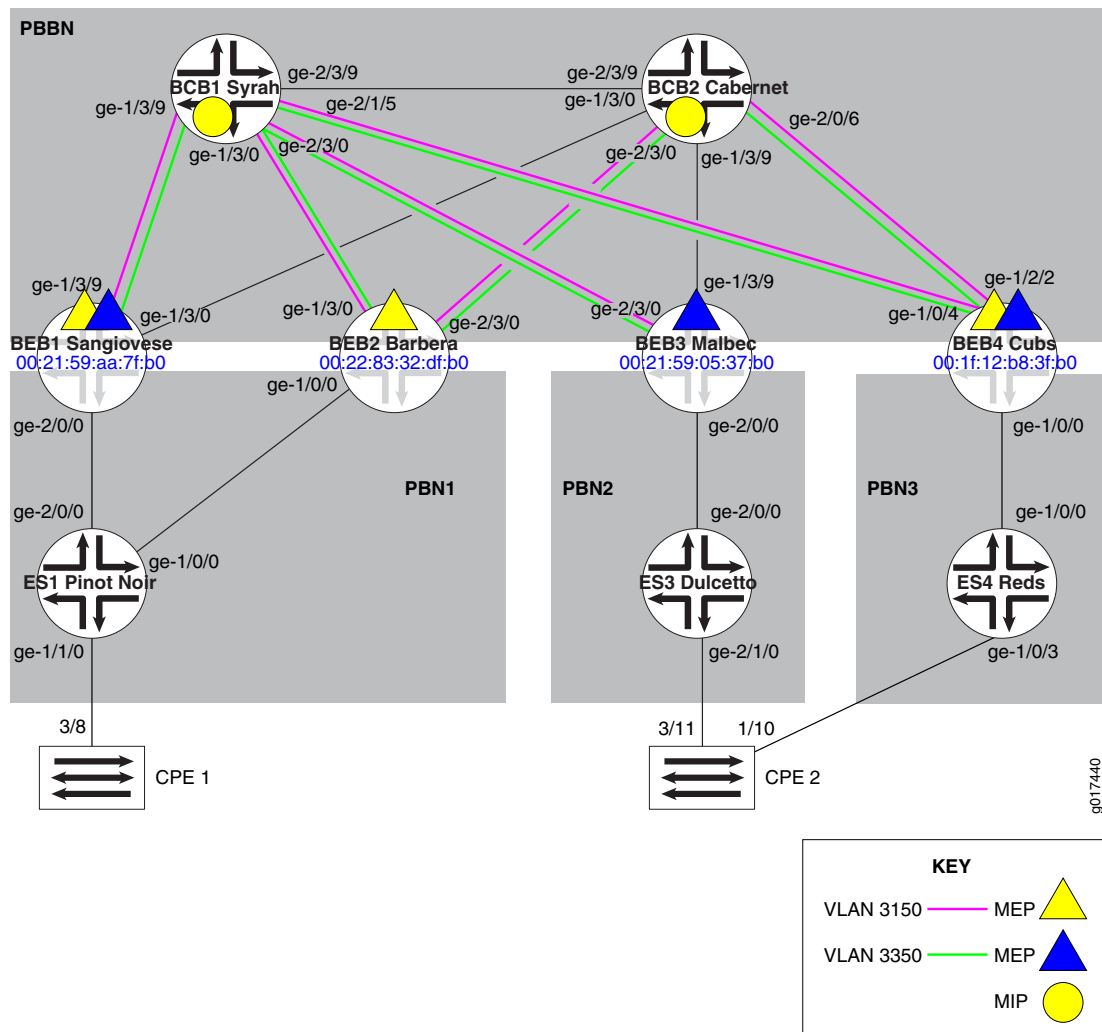 PBBN
BCB1 Syrah
BCB2 Cabernet
ge-2/3/9
ge-2/3/9
ge-1/3/9
ge-2/1/5
ge-1/3/0
ge-2/0/6
ge-1/3/0
ge-2/3/0
ge-2/3/0
ge-1/3/9
ge-1/3/9
ge-1/3/0
ge-1/3/0
ge-2/3/0
ge-2/3/0
ge-1/3/9
ge-1/0/4
ge-1/2/2
BEB1 Sangiovese
00:21:59:aa:7f:b0
BEB2 Barbera
00:22:83:32:df:b0
BEB3 Malbec
00:21:59:05:37:b0
BEB4 Cubs
00:1f:12:b8:3f:b0
ge-2/0/0
ge-1/0/0
ge-2/0/0
ge-1/0/0
PBN1
PBN2
PBN3
ge-2/0/0
ge-1/0/0
ge-2/0/0
ge-1/0/0
ES1 Pinot Noir
ES3 Dulcetto
ES4 Reds
ge-1/1/0
ge-2/1/0
ge-1/0/3
3/8
3/11
1/10
CPE 1
CPE 2
g017440
KEY
VLAN 3150
MEP
VLAN 3350
MEP
MIP